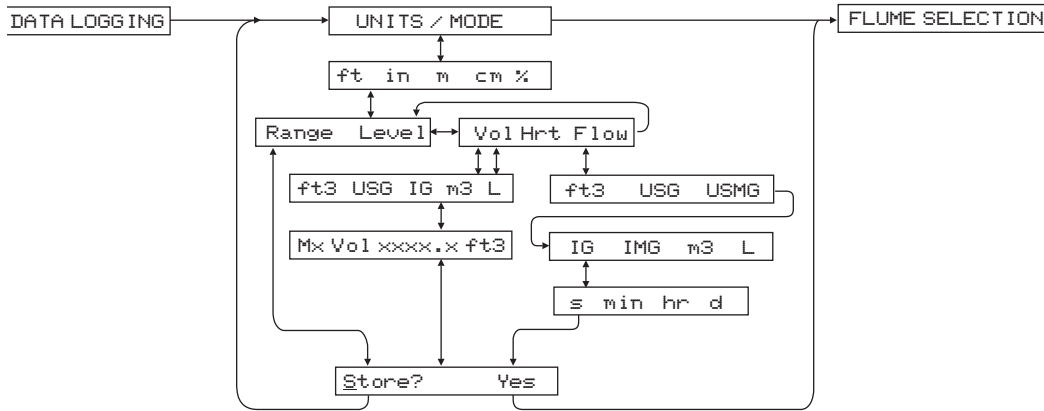 DATA LOGGING
UNITS / MODE
FLUME SELECTION
ft in m cm %
Range Level
Vol Hrt Flow
ft3 USG IG m3 L
ft3 USG USMG
Mx Vol xxxx.x ft3
IG IMG m3 L
s min hr d
Store? Yes